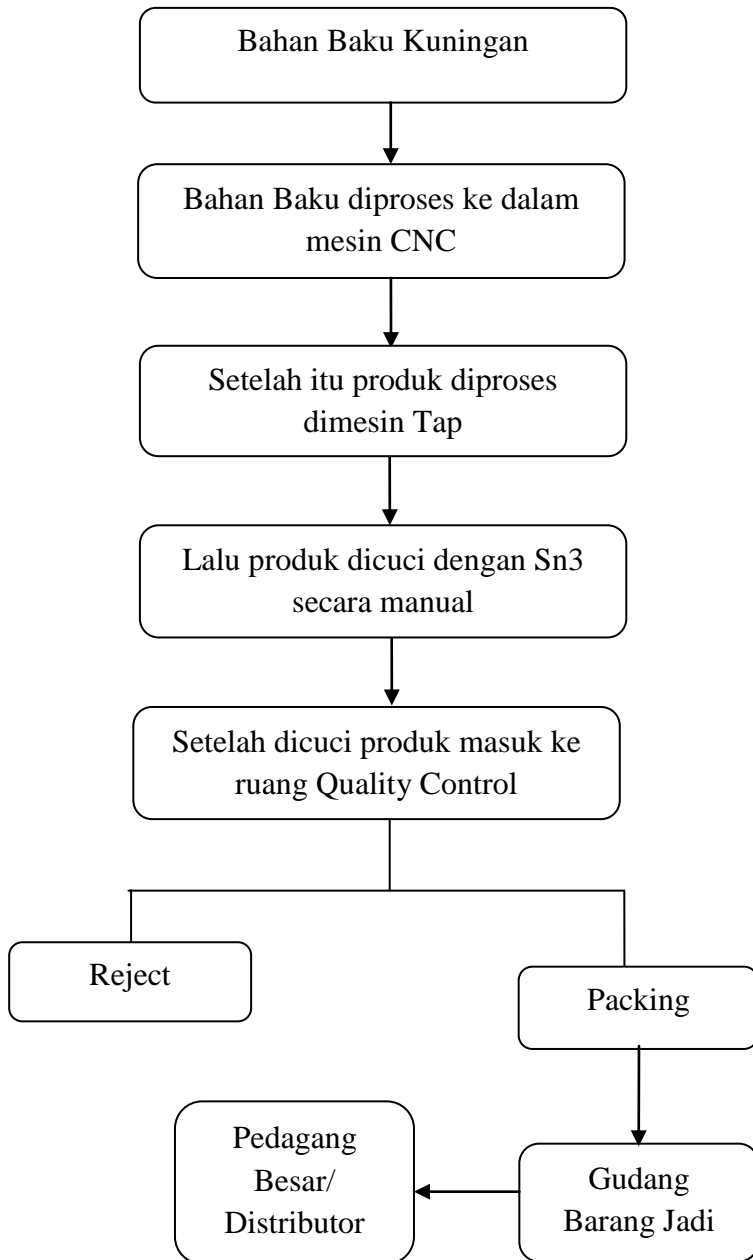 Bahan Baku Kuningan
Bahan Baku diproses ke dalam
mesin CNC
Setelah itu produk diproses
dimesin Tap
Lalu produk dicuci dengan Sn3
secara manual
Setelah dicuci produk masuk ke
ruang Quality Control
Reject
Packing
Pedagang
Besar/
Distributor
Gudang
Barang Jadi